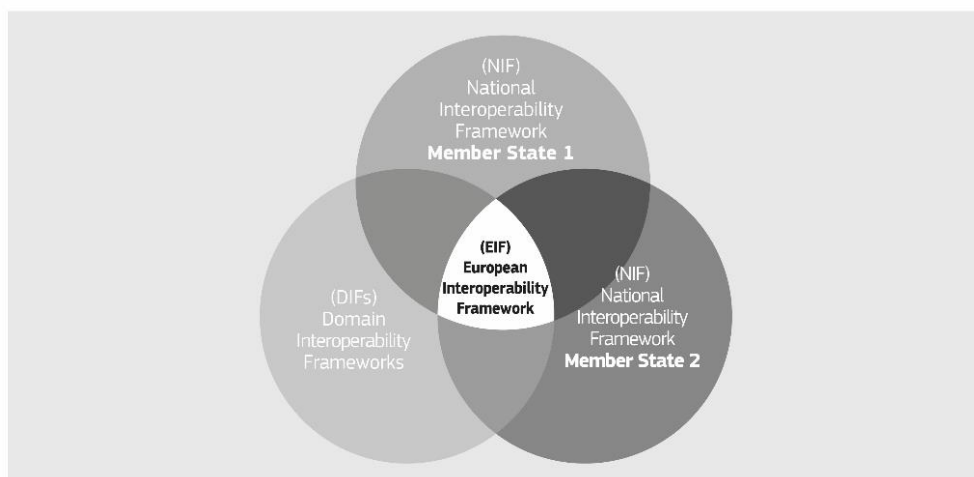 (NIF)
National
Interoperability
Framework
Member State 1
(EIF)
European
Interoperability
Framework
(DIFs)
Domain
Interoperability
Frameworks
(NIF)
National
Interoperability
Framework
Member State 2